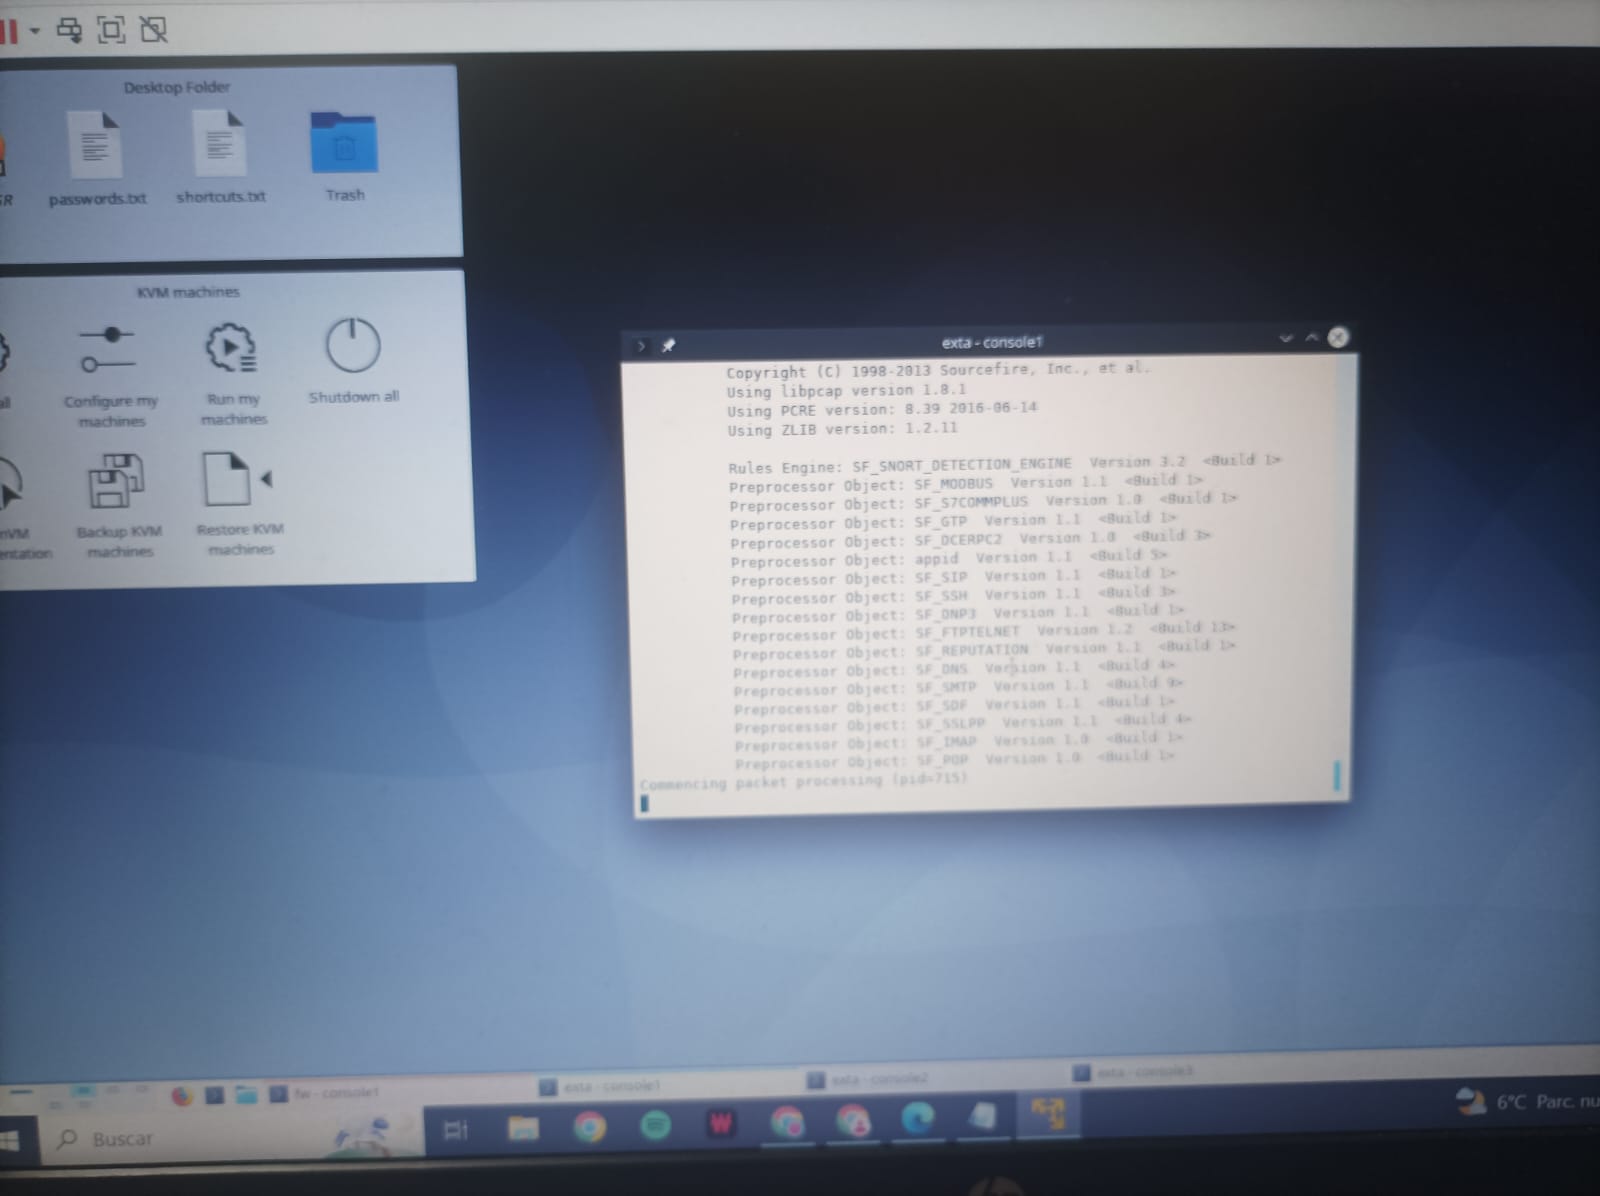 Desktop Folder
passwords.txt
shortcuts.txt
Trash
KVM machines
Configure my
machines
Run my
machines
Shutdown all
Backup KVM
machines
Restore KVM
machines
exta - console1
Copyright (C) 1998-2013 Sourcefire, Inc., et al.
Using libpcap version 1.8.1
Using PCRE version: 8.39 2016-06-14
Using ZLIB version: 1.2.11
Rules Engine: SF_SNORT_DETECTION_ENGINE Version 3.2 <Build 1>
Preprocessor Object: SF_MODBUS Version 1.1 <Build 1>
Preprocessor Object: SF_S7COMMPLUS Version 1.0 <Build 1>
Preprocessor Object: SF_GTP Version 1.1 <Build 1>
Preprocessor Object: SF_DCERPC2 Version 1.0 <Build 3>
Preprocessor Object: appid Version 1.1 <Build 5>
Preprocessor Object: SF_SIP Version 1.1 <Build 1>
Preprocessor Object: SF_SSH Version 1.1 <Build 3>
Preprocessor Object: SF_DNP3 Version 1.1 <Build 1>
Preprocessor Object: SF_FTPTELNET Version 1.2 <Build 13>
Preprocessor Object: SF_REPUTATION Version 1.1 <Build 1>
Preprocessor Object: SF_DNS Version 1.1 <Build 4>
Preprocessor Object: SF_SMTP Version 1.1 <Build 9>
Preprocessor Object: SF_SDF Version 1.1 <Build 1>
Preprocessor Object: SF_SSLPP Version 1.1 <Build 4>
Preprocessor Object: SF_IMAP Version 1.0 <Build 1>
Preprocessor Object: SF_POP Version 1.0 <Build 1>
Commencing packet processing (pid=715)
fw - console1
exta - console1
exta - console2
exta - console3
Buscar
W
6°C Parc. nu